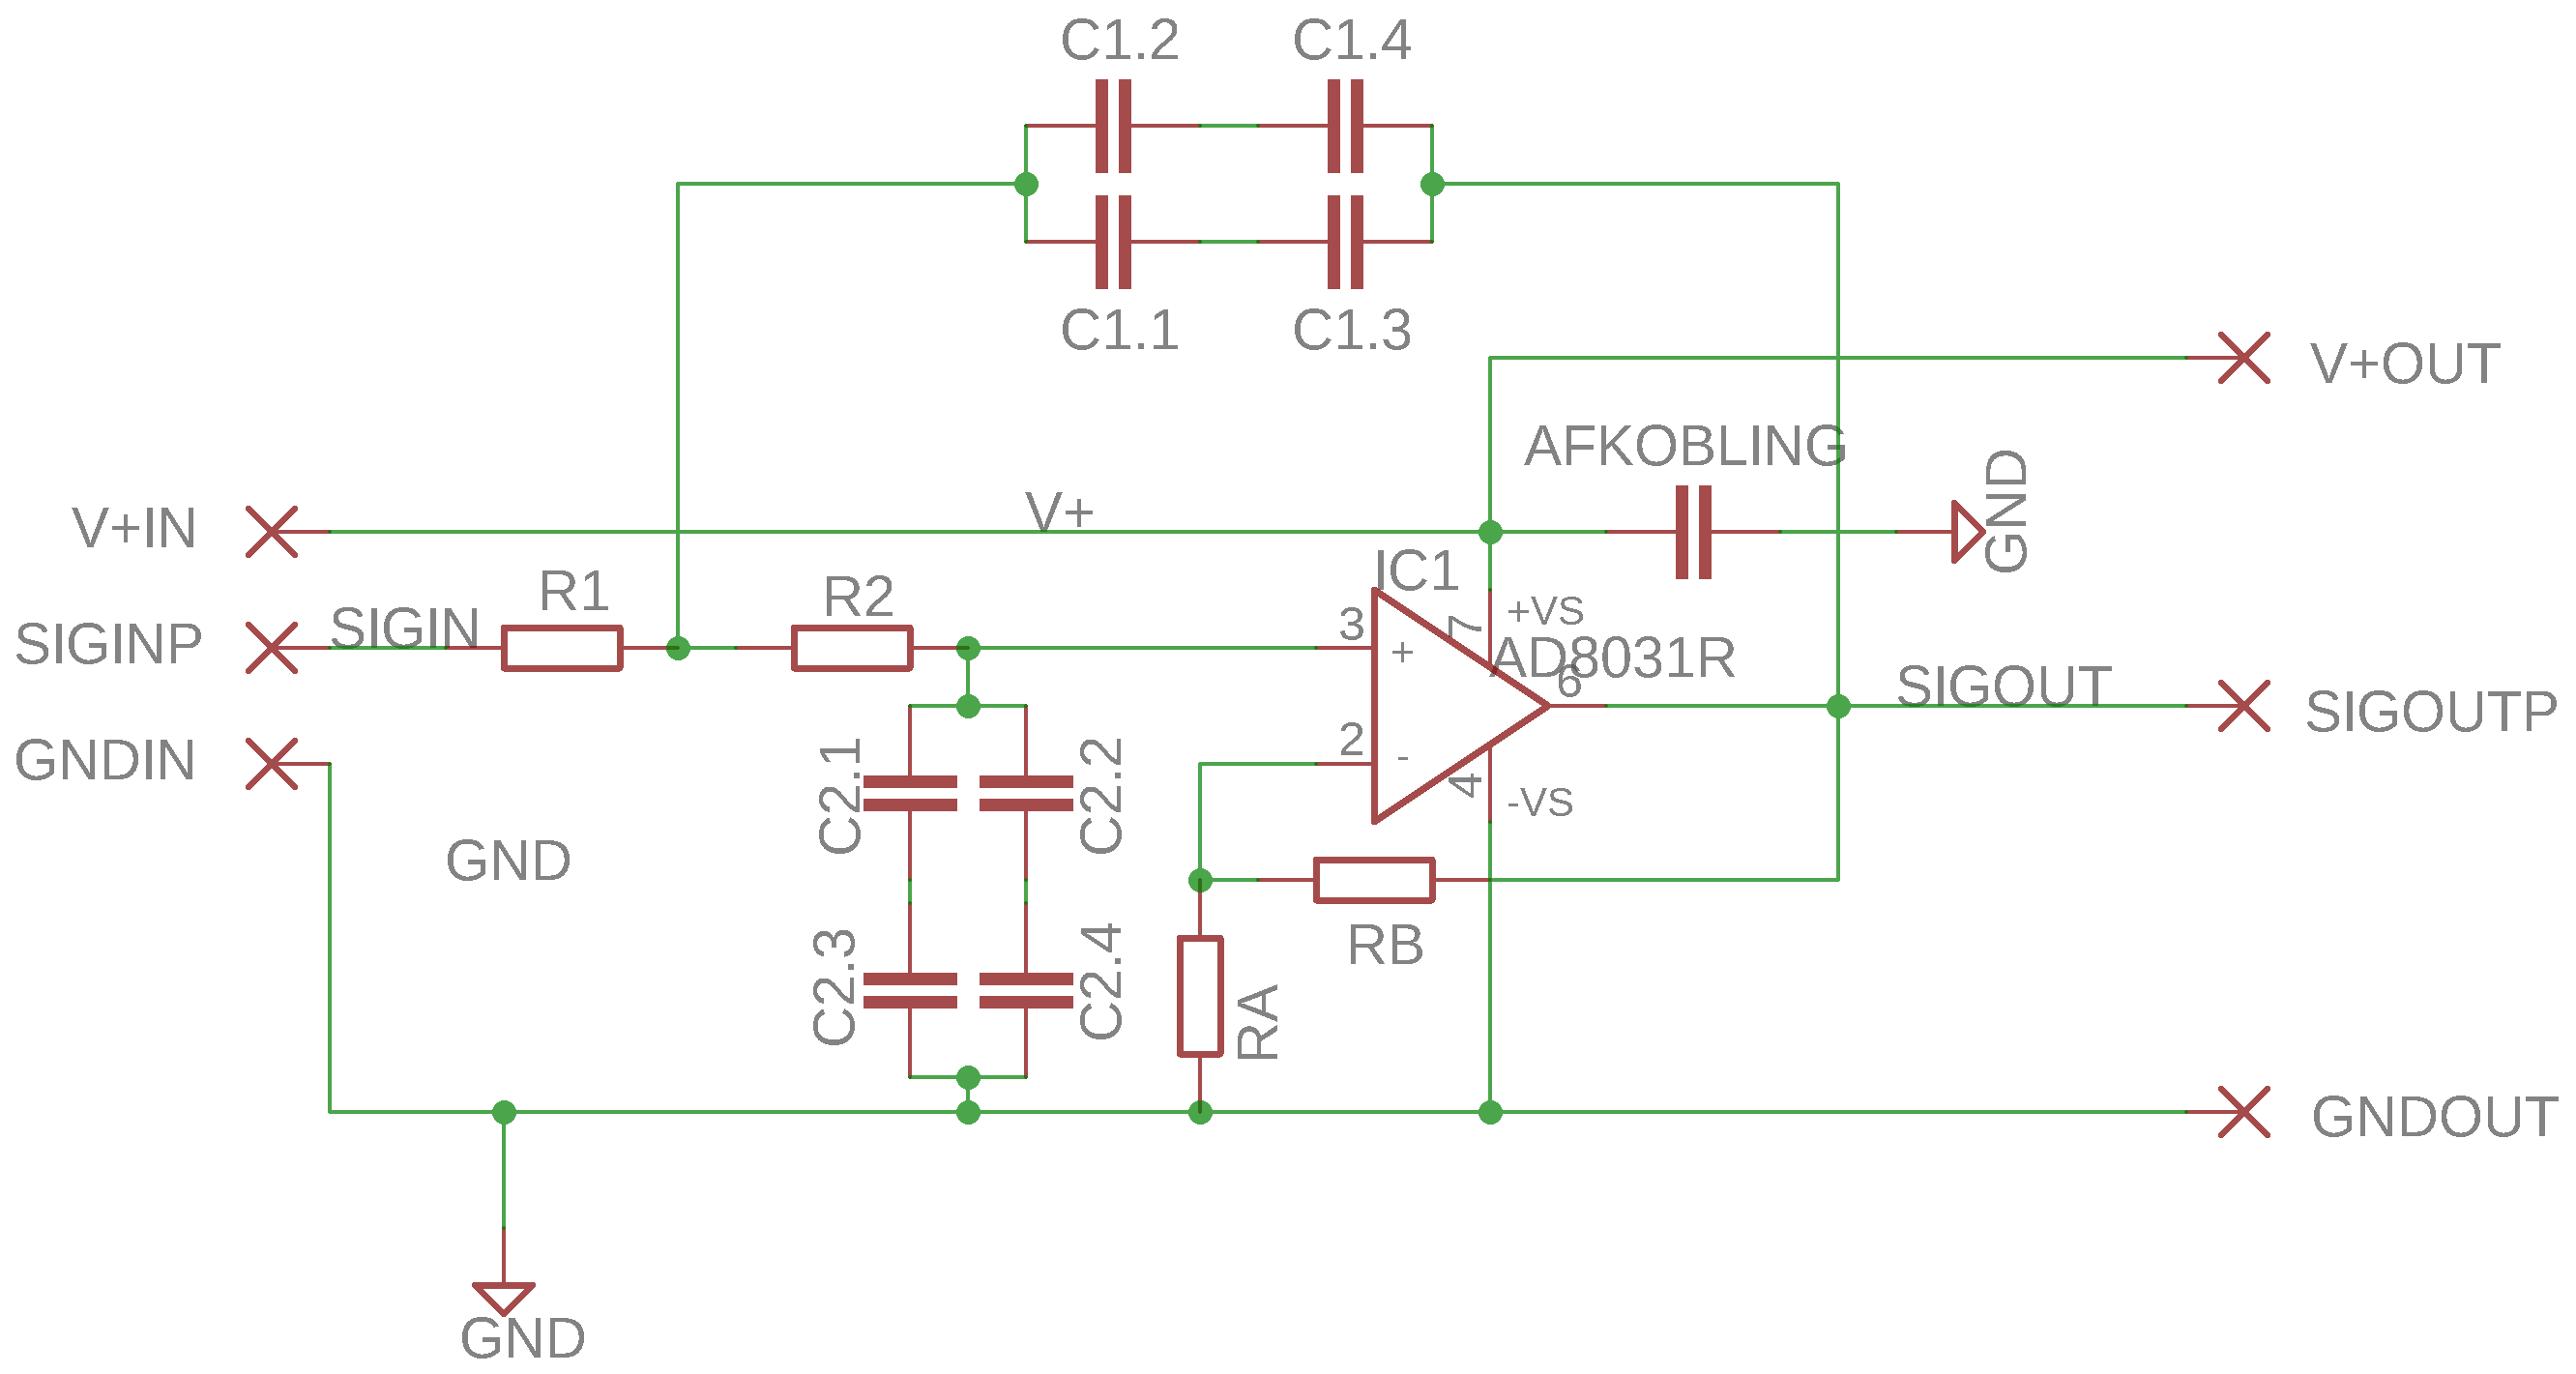 C1.2
C1.4
C1.1
C1.3
V+OUT
AFKOBLING
GND
V+IN
V+
IC1
SIGINP
SIGIN
R1
R2
3
+
7
+VS
AD8031R
6
SIGOUT
SIGOUTP
GNDIN
C2.1
C2.2
2
-
4
-VS
GND
C2.3
C2.4
RB
RA
GNDOUT
GND